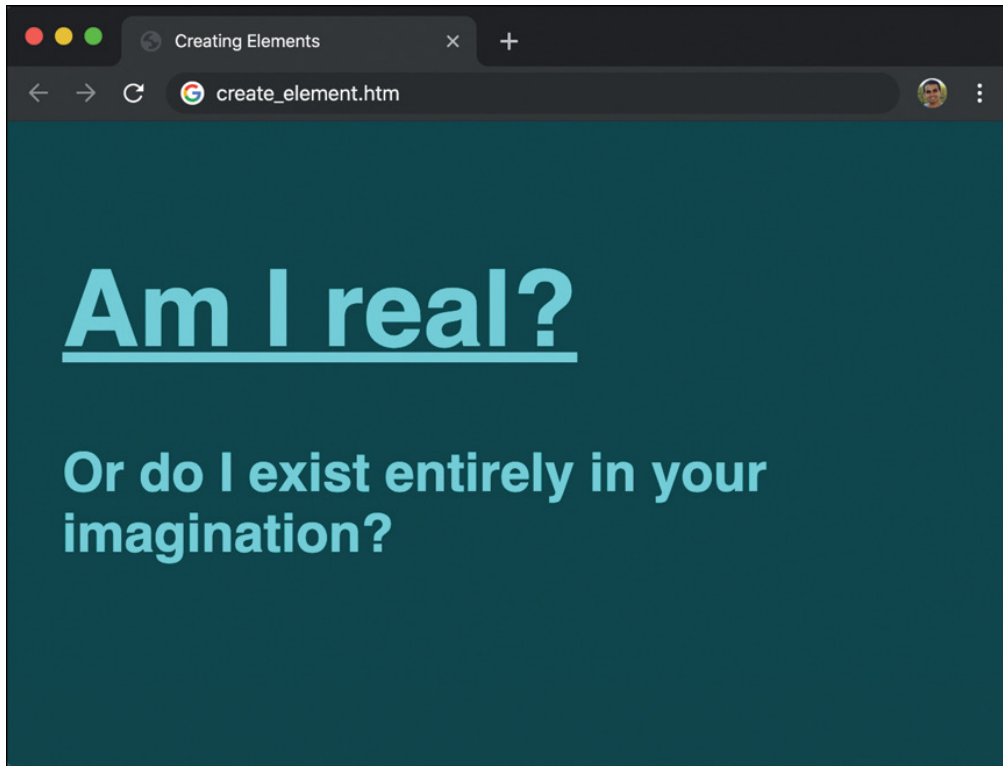 Creating Elements
create_element.htm
Am I real?
Or do I exist entirely in your
imagination?